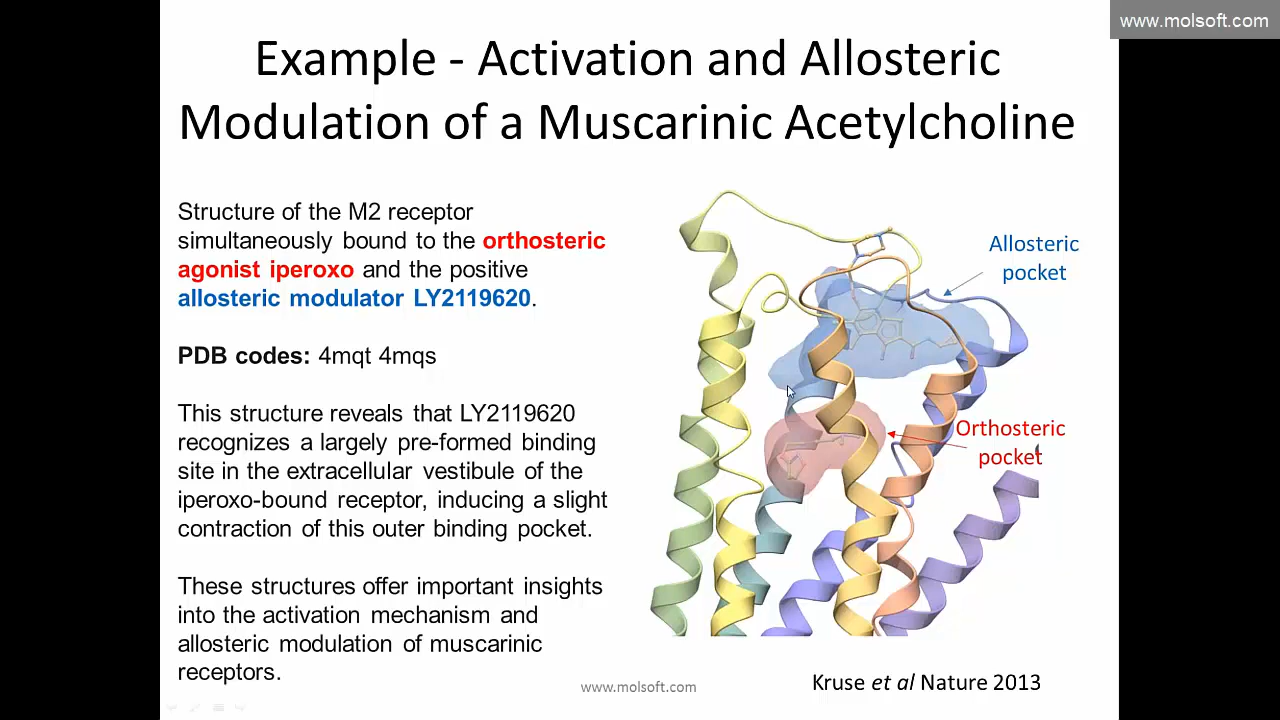 www.molsoft.com
Example - Activation and Allosteric
Modulation of a Muscarinic Acetylcholine
Structure of the M2 receptor
simultaneously bound to the orthosteric
agonist iperoxo and the positive
allosteric modulator LY2119620.
PDB codes: 4mqt 4mqs
This structure reveals that LY2119620
recognizes a largely pre-formed binding
site in the extracellular vestibule of the
iperoxo-bound receptor, inducing a slight
contraction of this outer binding pocket.
These structures offer important insights
into the activation mechanism and
allosteric modulation of muscarinic
receptors.
Allosteric
pocket
Orthosteric
pocket
www.molsoft.com
Kruse et al Nature 2013